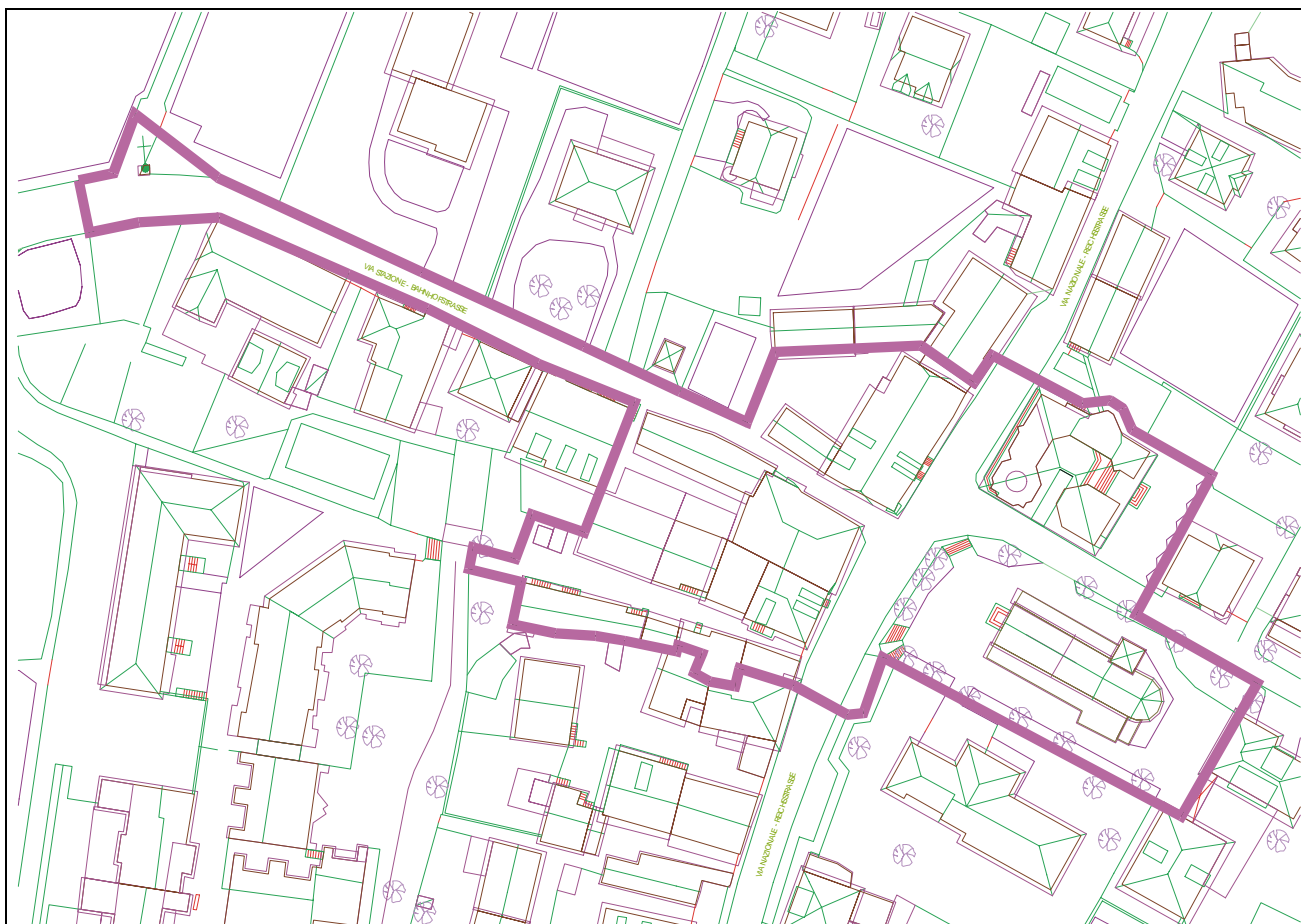 VIA STAZIONE - BAHNHOFSTRASSE
VIA NAZIONALE - REICHSSTRASSE
VIA NAZIONALE - REICHSSTRASSE